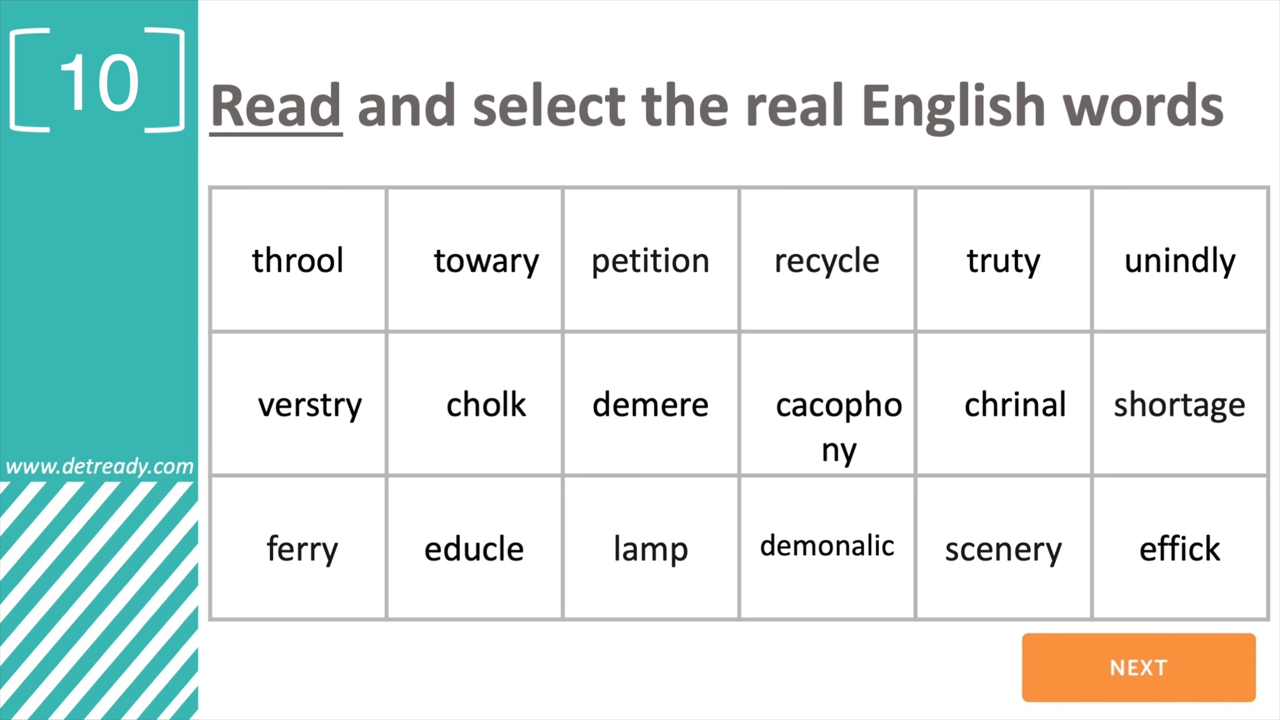 10
Read and select the real English words
throol towary petition recycle truty unindly
verstry cholk demere cacopho chrinal shortage
ny
www.detready.com
ferry educle lamp demonalic scenery effick
NEXT